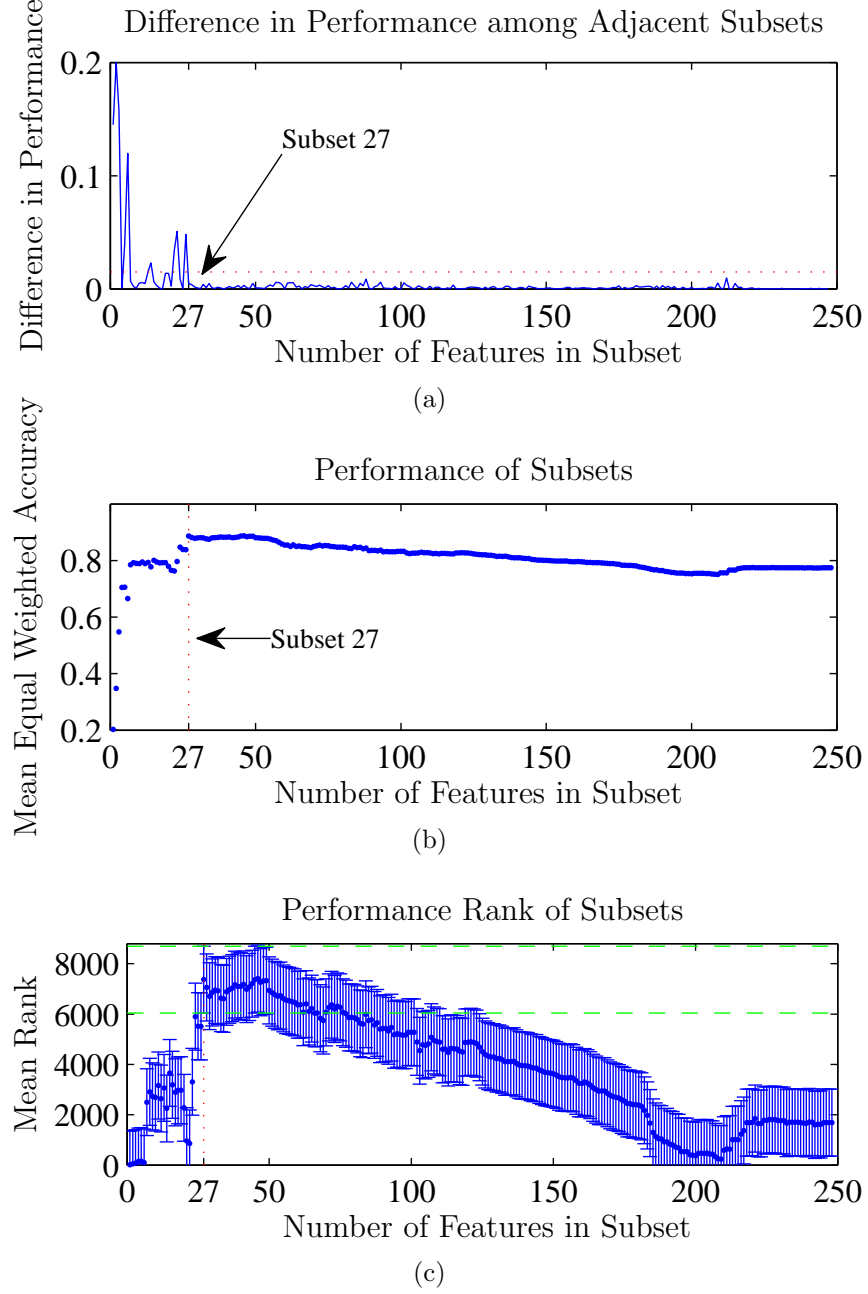 Difference in Performance among Adjacent Subsets
Difference in Performance
0.2
0.1
0
Subset 27
0 27 50 100 150 200 250
Number of Features in Subset
(a)
Performance of Subsets
Mean Equal Weighted Accuracy
0.8
0.6
0.4
0.2
Subset 27
0 27 50 100 150 200 250
Number of Features in Subset
(b)
Performance Rank of Subsets
Mean Rank
8000
6000
4000
2000
0
0 27 50 100 150 200 250
Number of Features in Subset
(c)